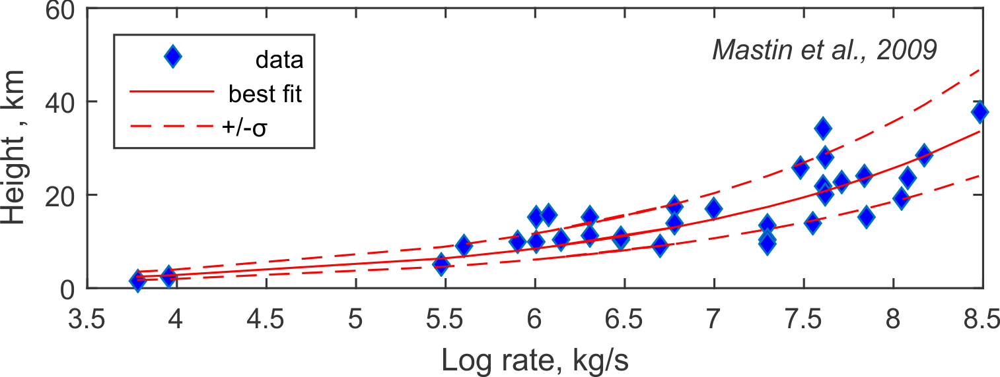 60
40
20
0
Height , km
data
best fit
+/-σ
Mastin et al., 2009
3.5 4 4.5 5 5.5 6 6.5 7 7.5 8 8.5
Log rate, kg/s